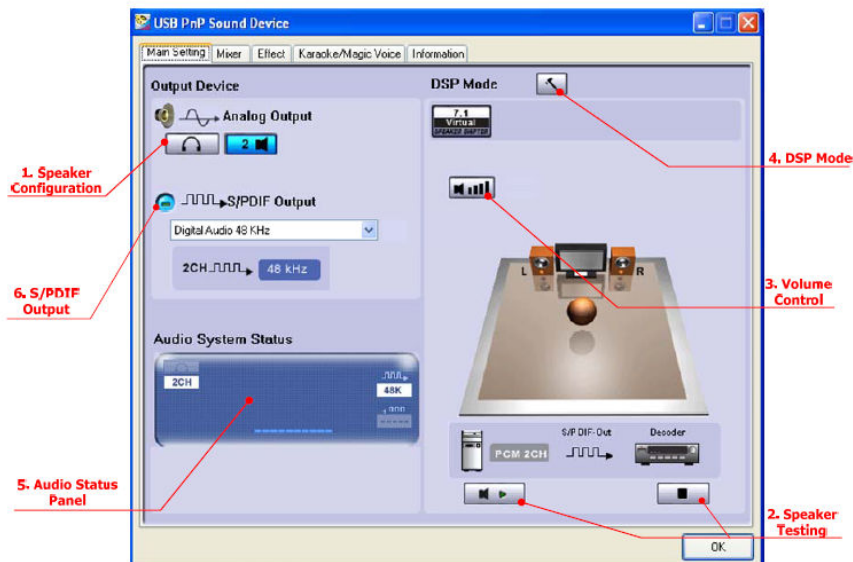 USB PnP Sound Device
Main Setting Mixer Effect Karaoke/Magic Voice Information
Output Device
Analog Output
2
1. Speaker
Configuration
S/PDIF Output
Digital Audio 48 KHz
2CH 48 kHz
6. S/PDIF
Output
Audio System Status
2CH
48K
5. Audio Status
Panel
DSP Mode
7.1
Virtual
SPEAKER SHIFTER
4. DSP Mode
L R
3. Volume
Control
S/PDIF-Out Decoder
PCM 2CH
2. Speaker
Testing
OK